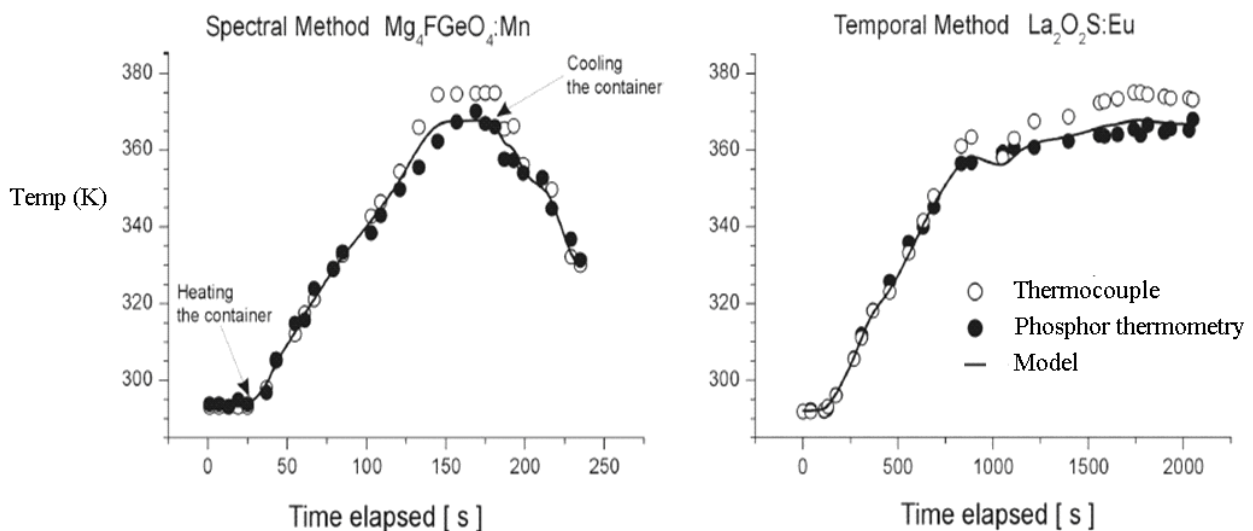 Spectral Method Mg₄FGeO₄:Mn
Temporal Method La₂O₂S:Eu
Temp (K)
380
360
340
320
300
Cooling
the container
Heating
the container
0 50 100 150 200 250
Time elapsed [ s ]
380
360
340
320
300
Thermocouple
Phosphor thermometry
Model
0 500 1000 1500 2000
Time elapsed [ s ]